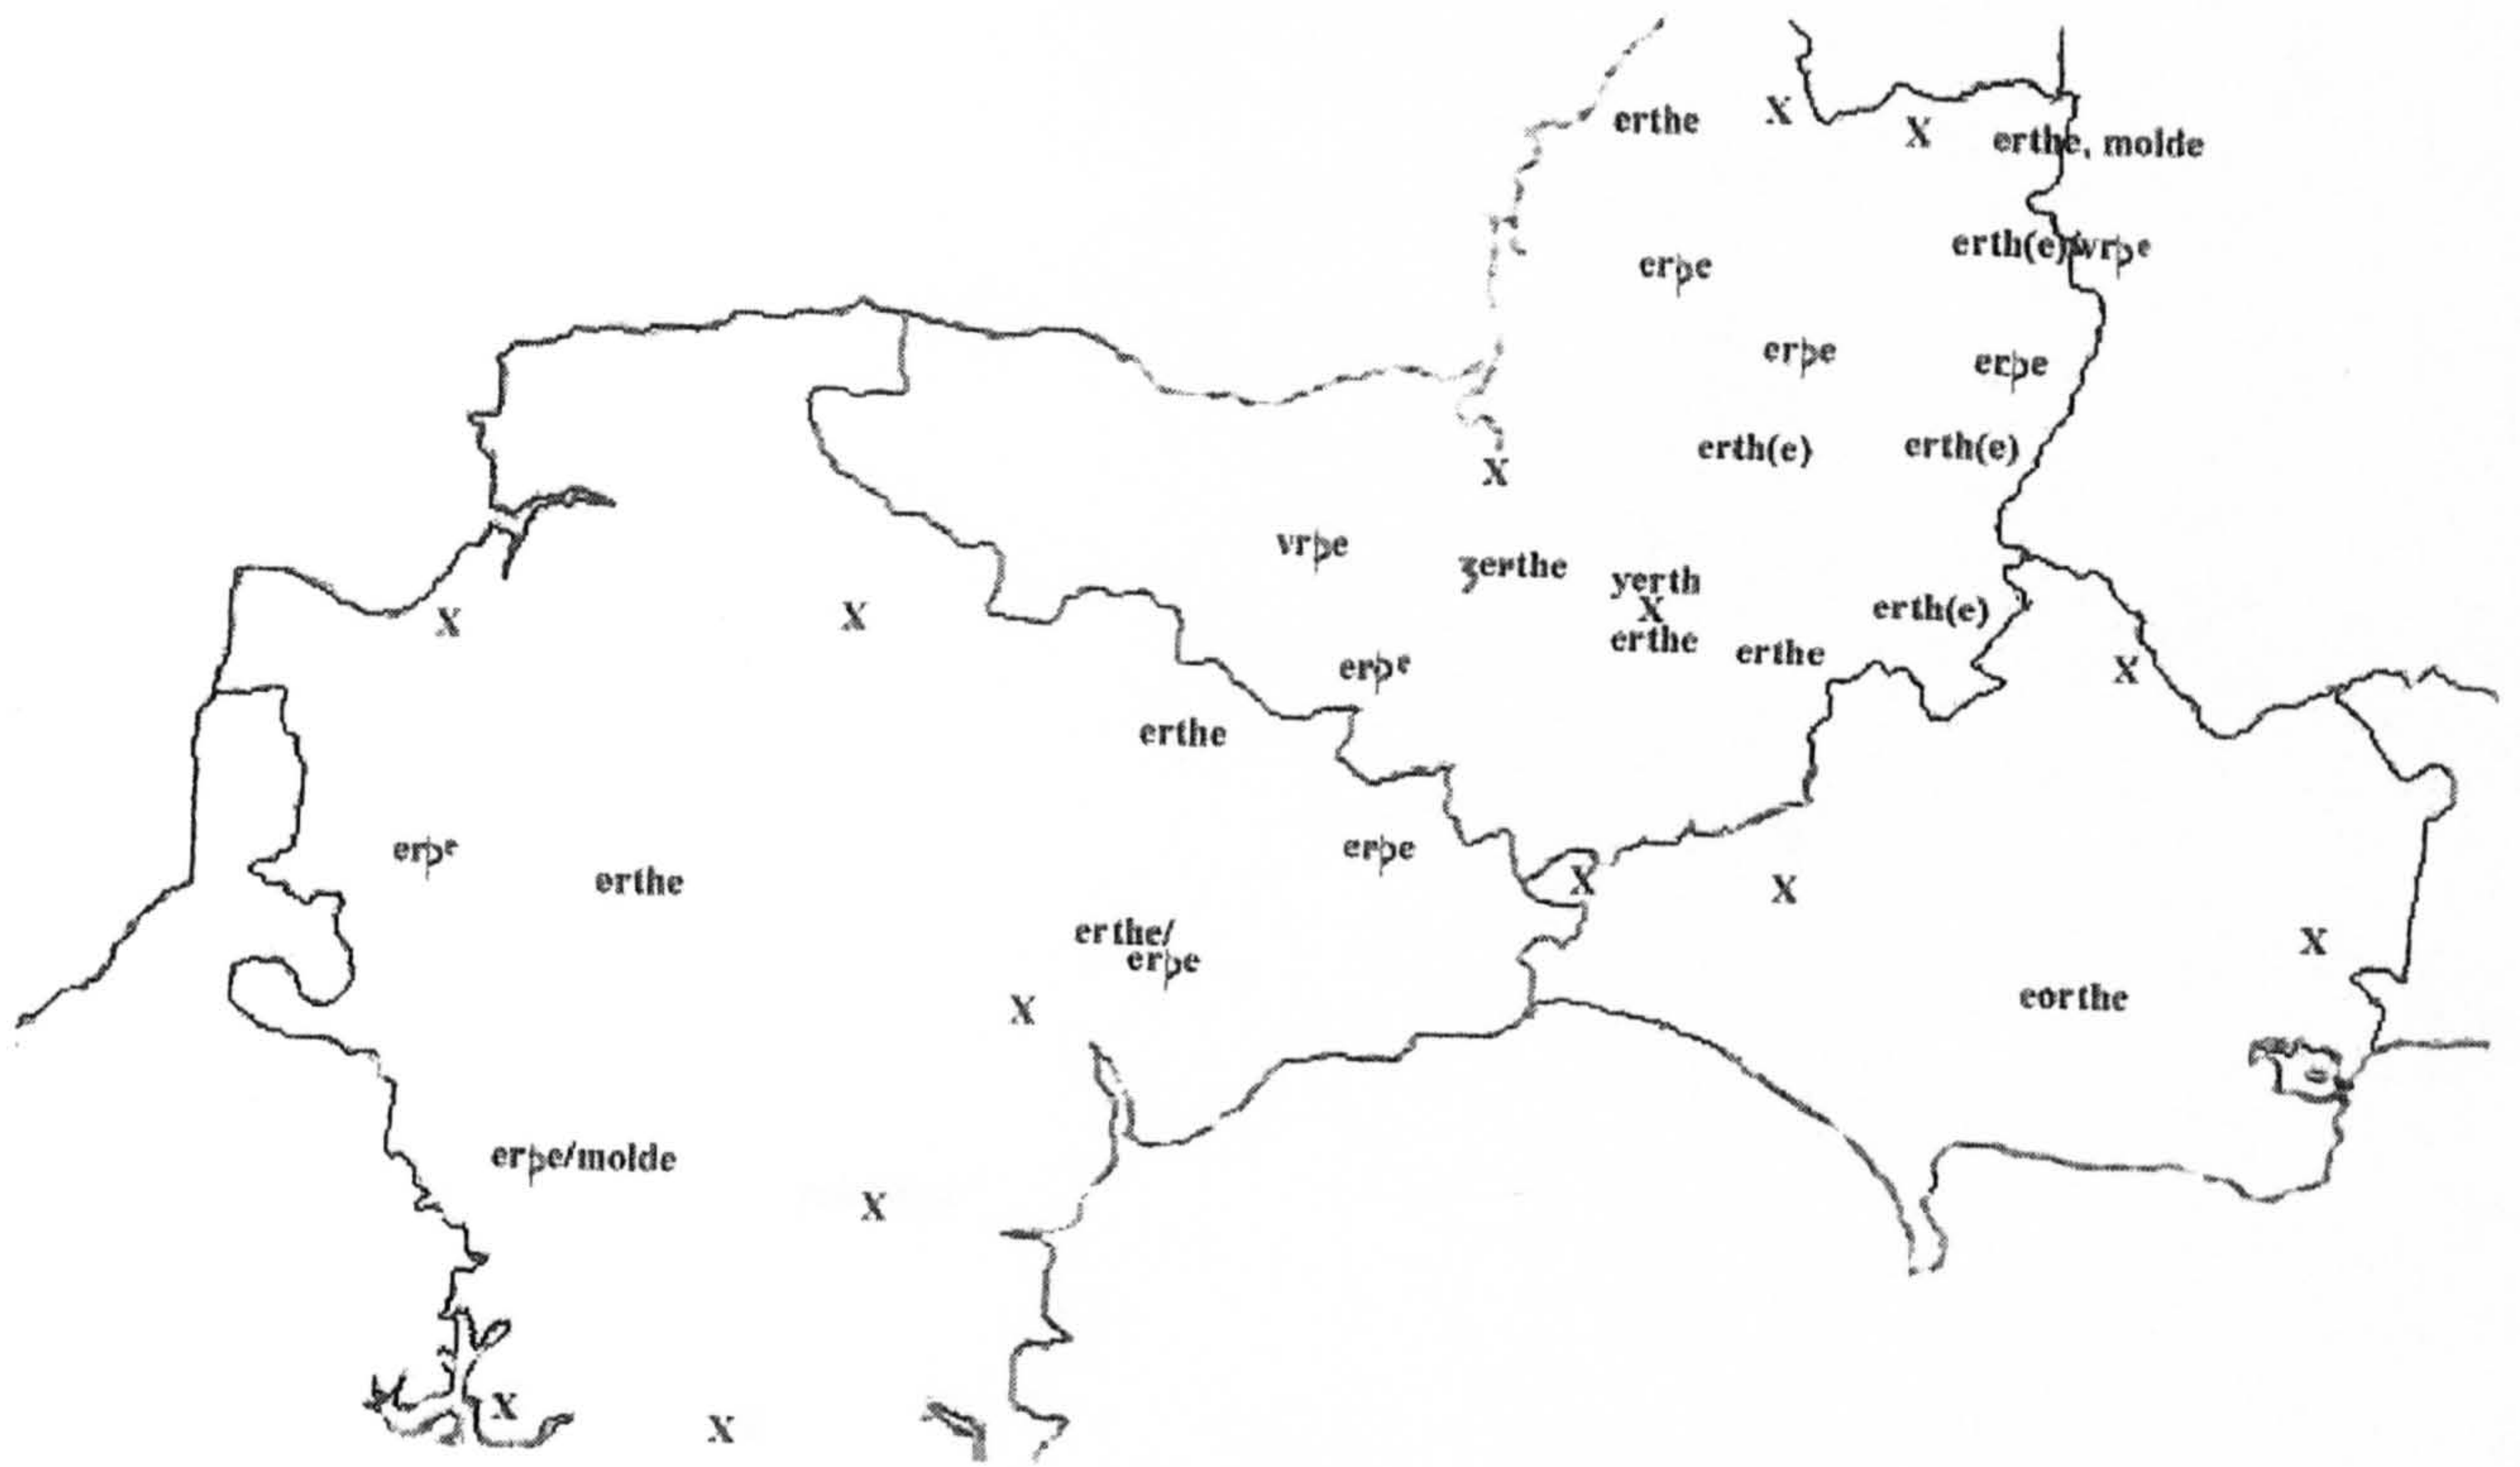 erthe
X
X
erthe, molde
erth(e)/vrþe
erþe
erþe
erþe
erth(e)
erth(e)
X
vrþe
ȝerthe
yerth
X
erthe
erthe
erth(e)
X
X
X
erþe
erthe
erþe
erþe
erthe
X
X
erthe/
erþe
X
X
eorthe
erþe/molde
X
X
X